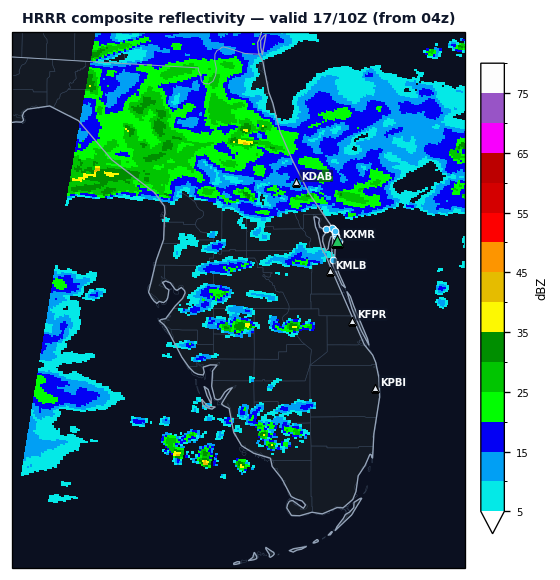 HRRR composite reflectivity — valid 17/10Z (from 04z)
KDAB
KXMR
KMLB
KFPR
KPBI
75
65
55
45
35
25
15
5
dBZ